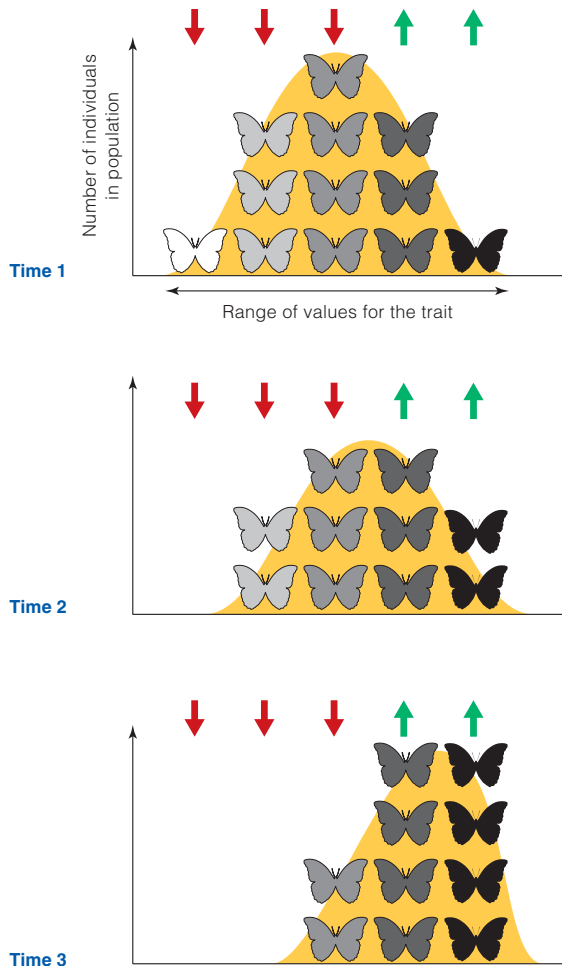 Number of individuals
in population
Time 1
Range of values for the trait
Time 2
Time 3